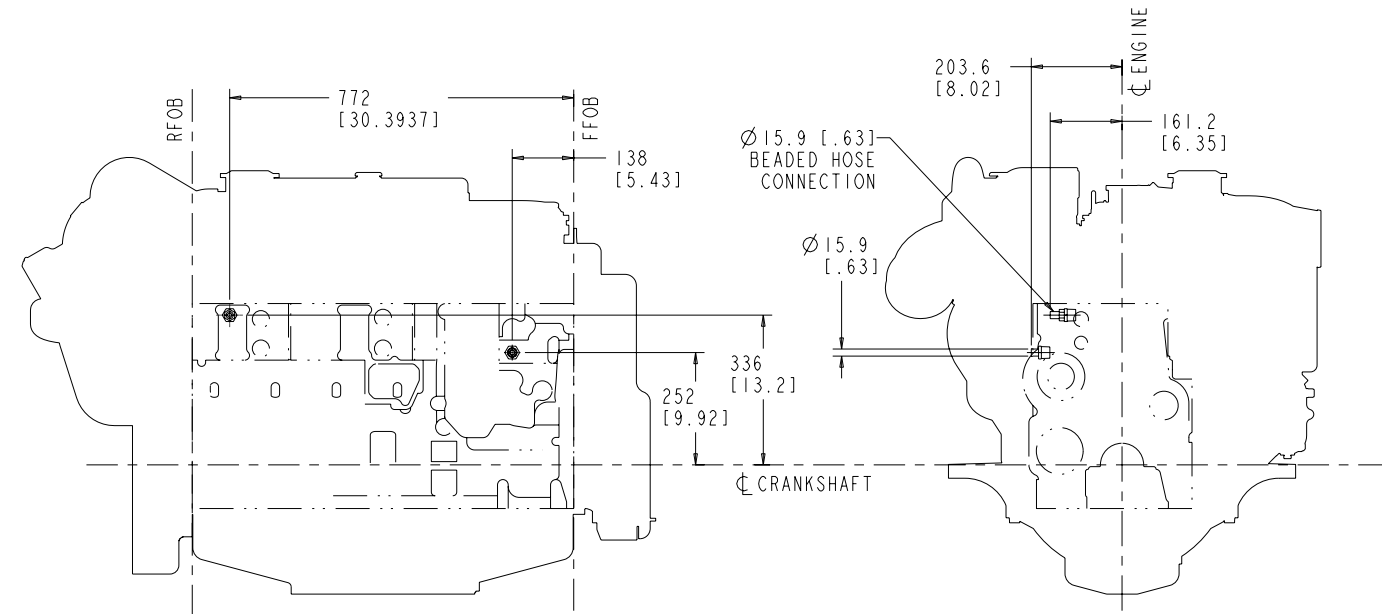 RFOB
772
[30.3937]
FFOB
138
[5.43]
336
[13.2]
252
[9.92]
℄ CRANKSHAFT
203.6
[8.02]
℄ ENGINE
161.2
[6.35]
Ø15.9 [.63]
BEADED HOSE
CONNECTION
Ø15.9
[.63]